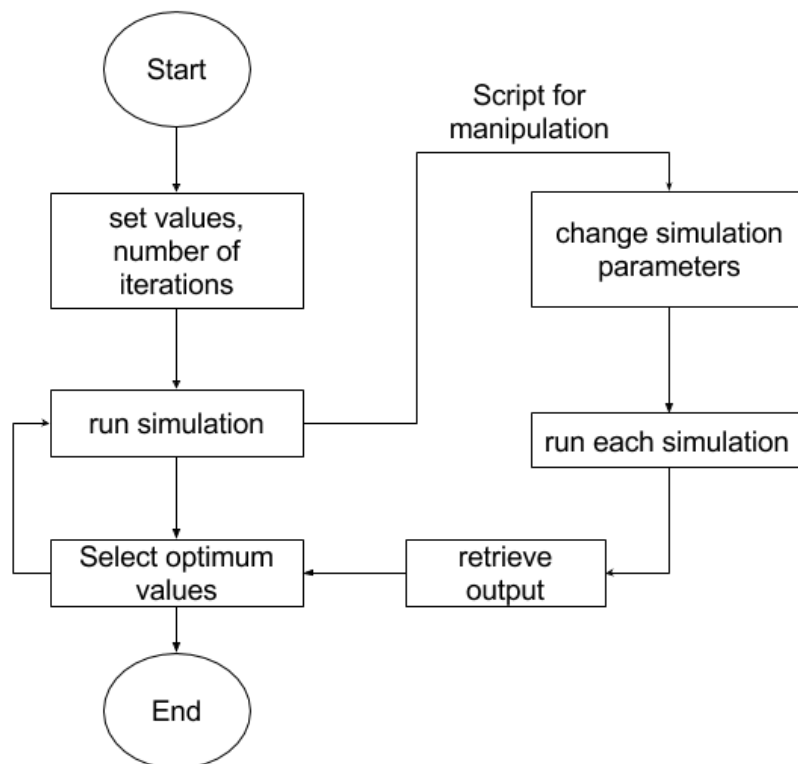 Start
Script for
manipulation
set values,
number of
iterations
change simulation
parameters
run simulation
run each simulation
Select optimum
values
retrieve
output
End